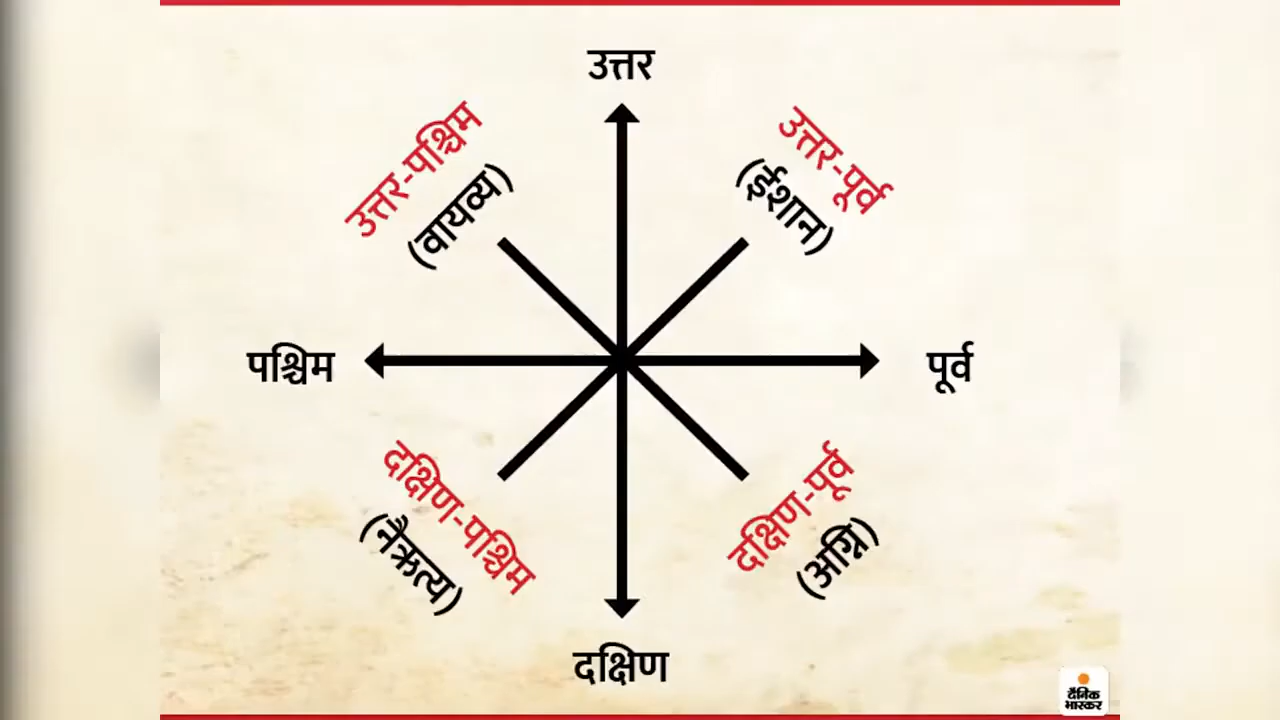 उत्तर
उत्तर-पश्चिम
(वायव्य)
उत्तर-पूर्व
(ईशान)
पश्चिम
पूर्व
दक्षिण-पश्चिम
(नैऋत्य)
दक्षिण-पूर्व
(अग्नि)
दक्षिण
दैनिक
भास्कर